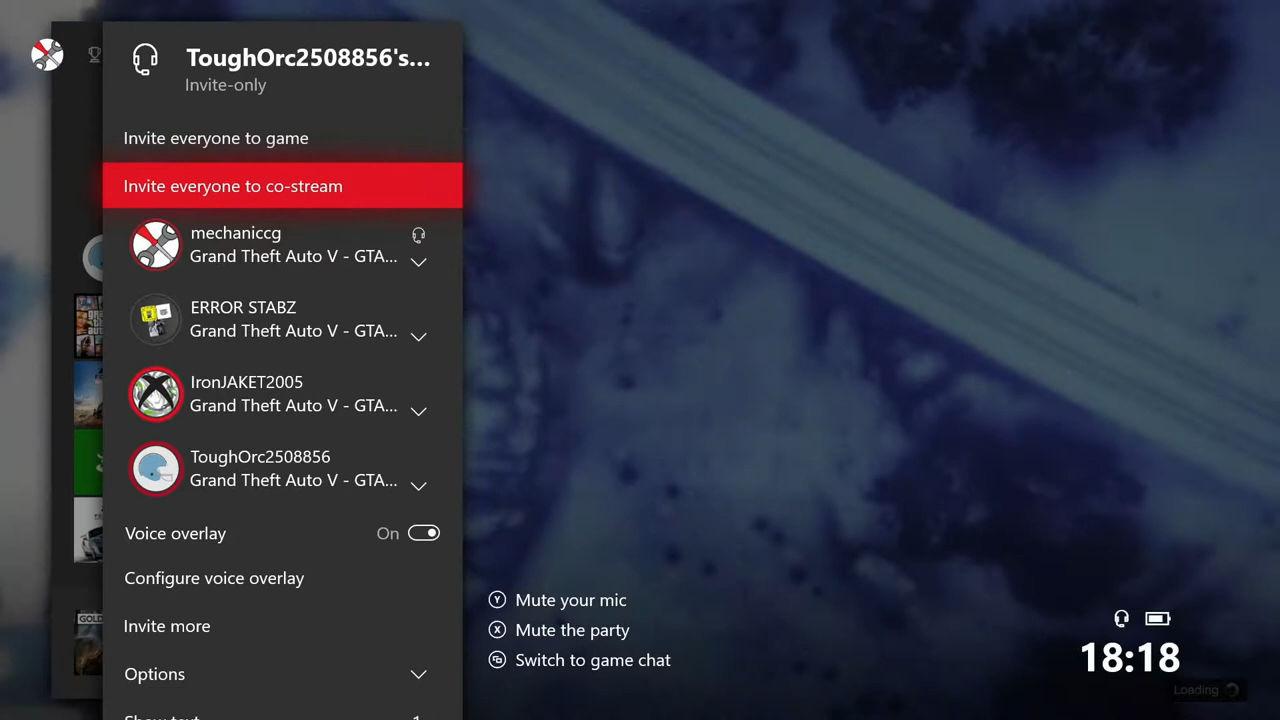 ToughOrc2508856's...
Invite-only
Invite everyone to game
Invite everyone to co-stream
mechaniccg
Grand Theft Auto V - GTA...
ERROR STABZ
Grand Theft Auto V - GTA...
IronJAKET2005
Grand Theft Auto V - GTA...
ToughOrc2508856
Grand Theft Auto V - GTA...
Voice overlay On
Configure voice overlay
Invite more
Options
GOLD
Y Mute your mic
X Mute the party
Switch to game chat
18:18
Loading